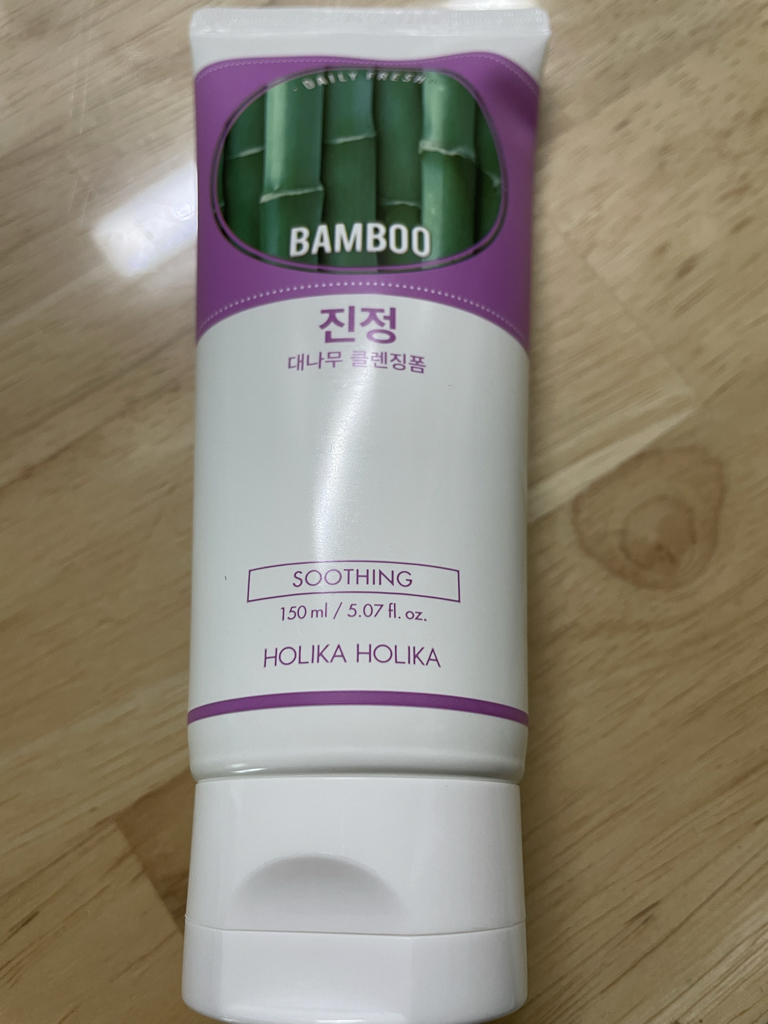 DAILY FRESH
BAMBOO
진정
대나무 클렌징폼
SOOTHING
150 ml / 5.07 fl. oz.
HOLIKA HOLIKA